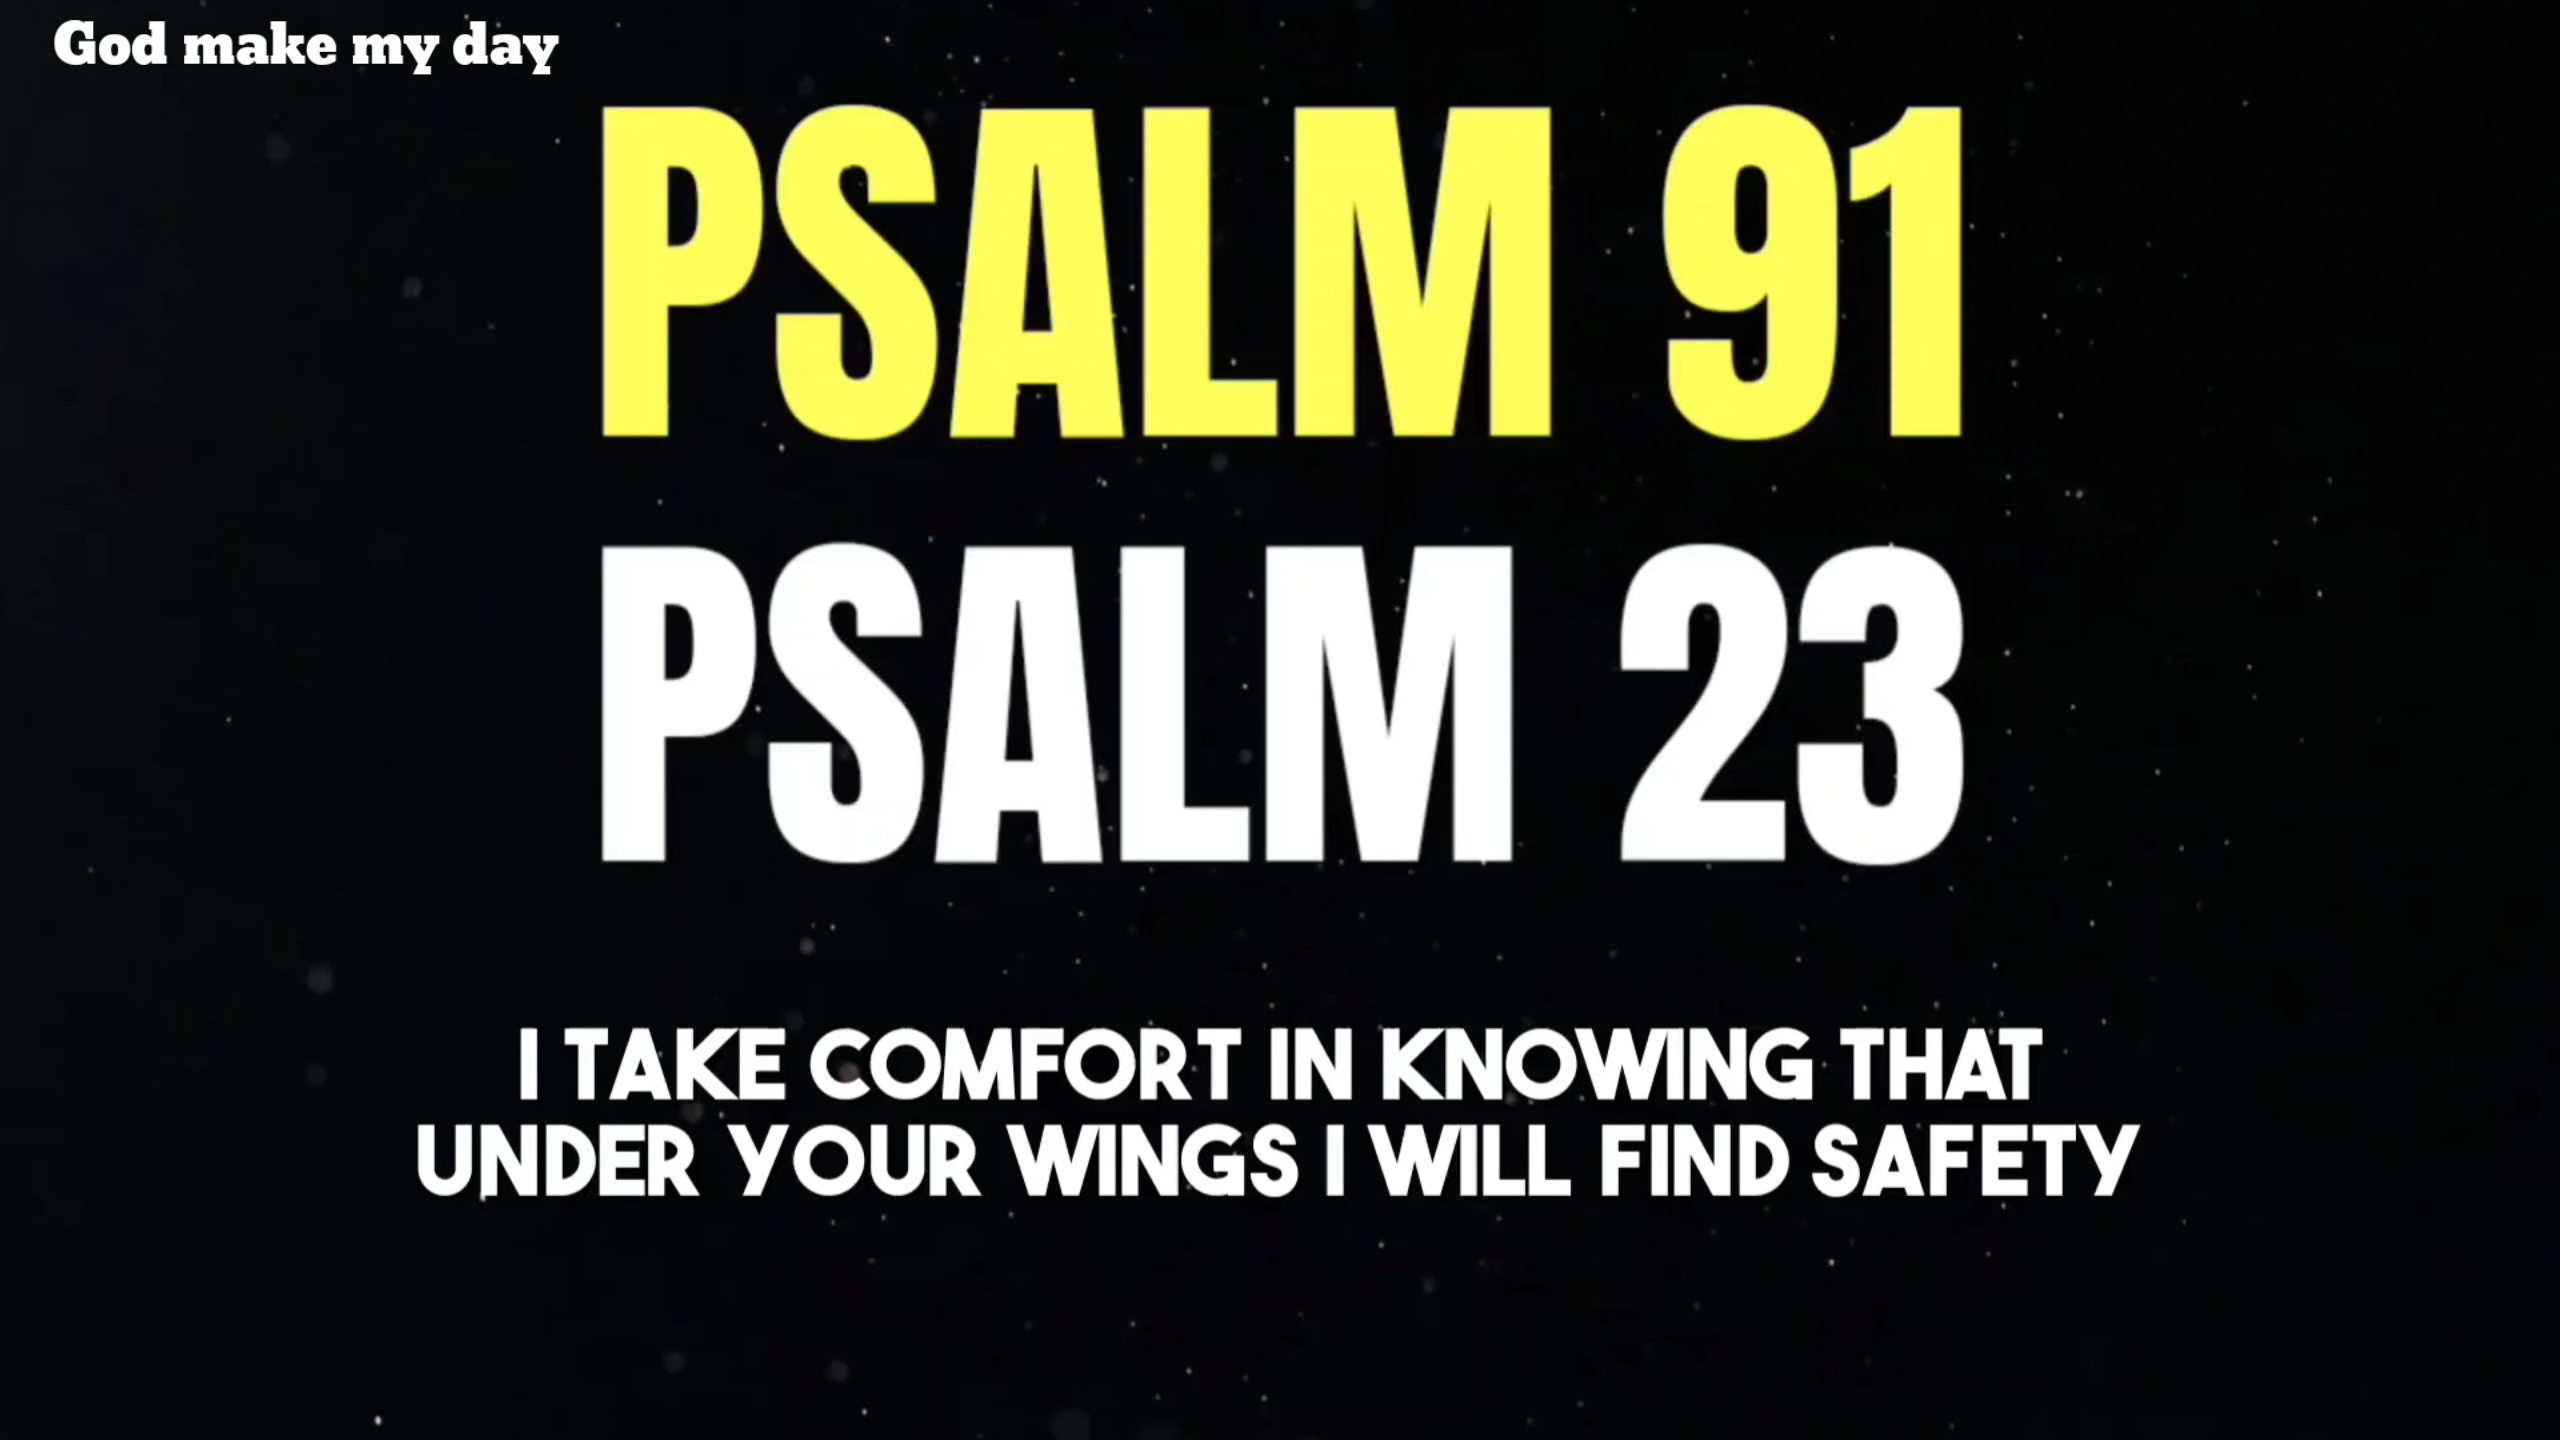 God make my day
PSALM 91
PSALM 23
I TAKE COMFORT IN KNOWING THAT
UNDER YOUR WINGS I WILL FIND SAFETY